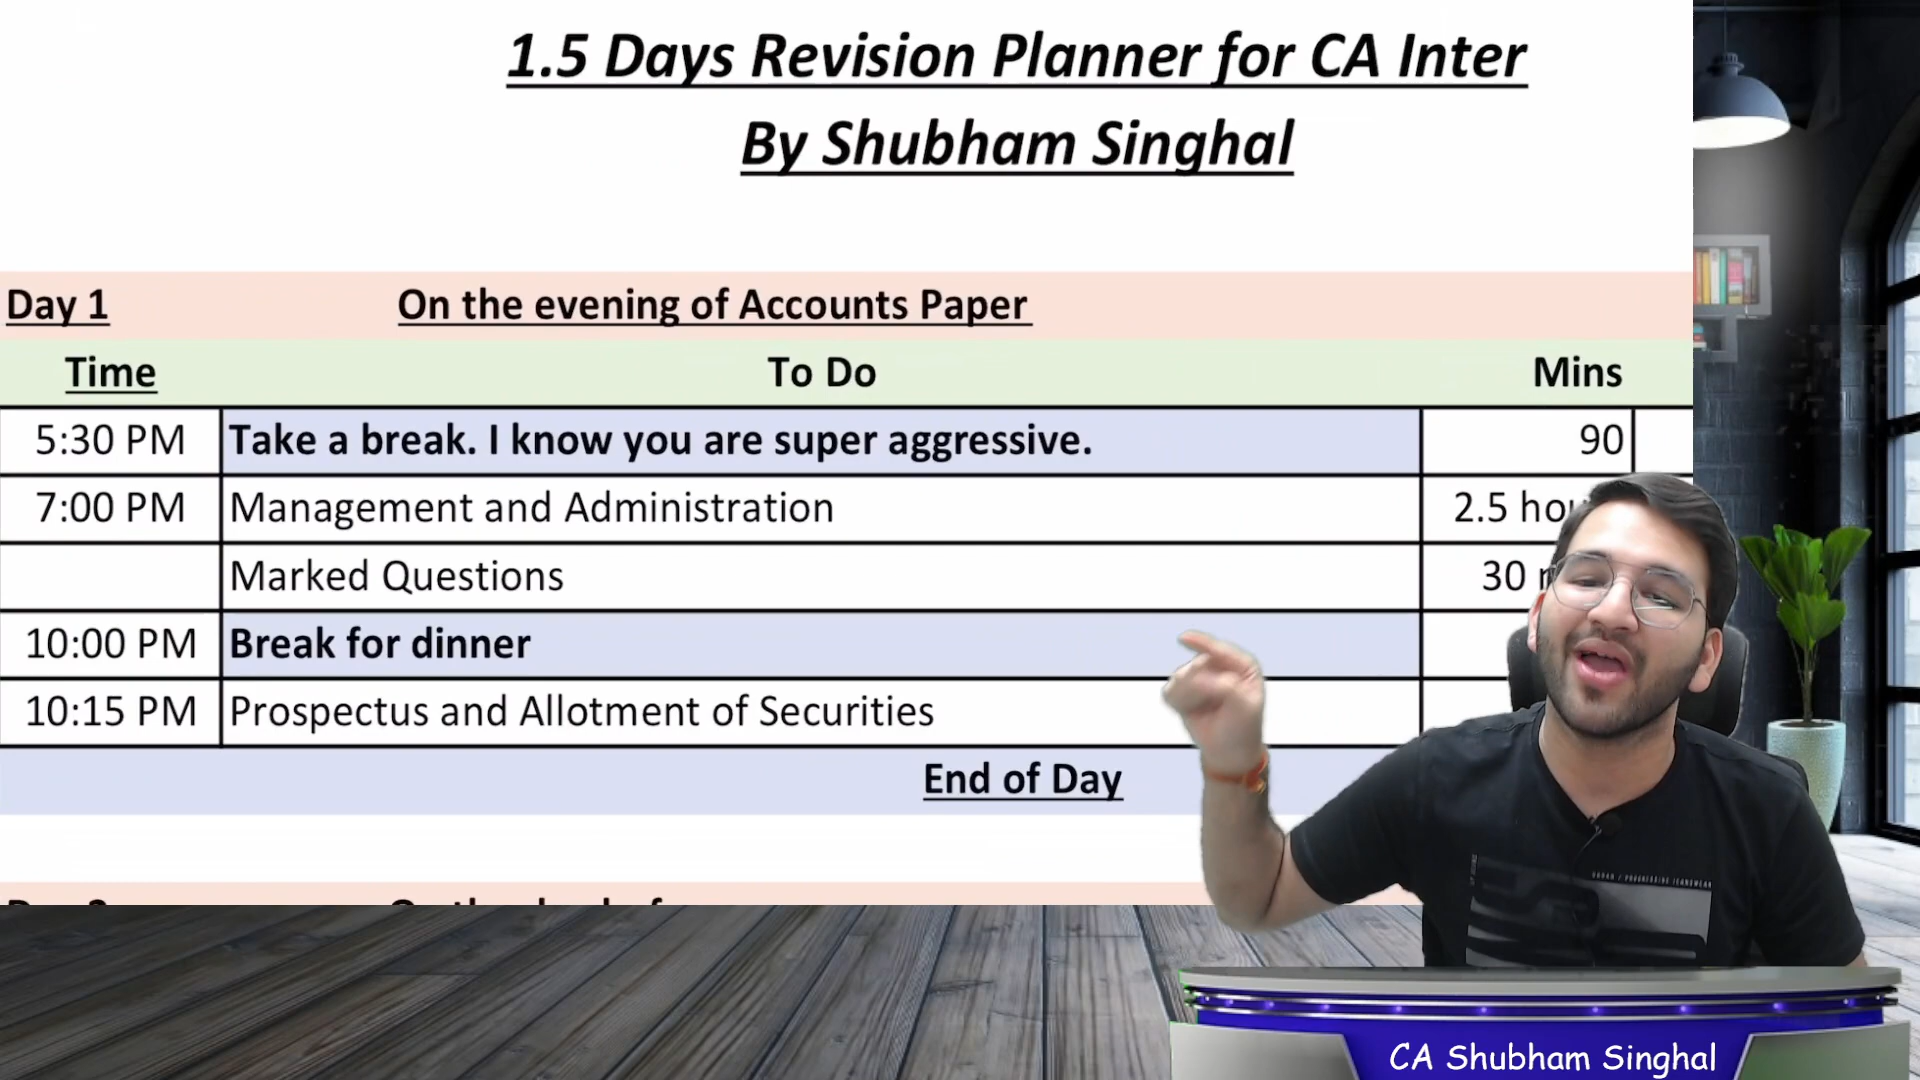 1.5 Days Revision Planner for CA Inter
By Shubham Singhal
Day 1 On the evening of Accounts Paper
Time To Do Mins
5:30 PM Take a break. I know you are super aggressive. 90
7:00 PM Management and Administration 2.5
Marked Questions 30
10:00 PM Break for dinner
10:15 PM Prospectus and Allotment of Securities
End of Day
CA Shubham Singhal